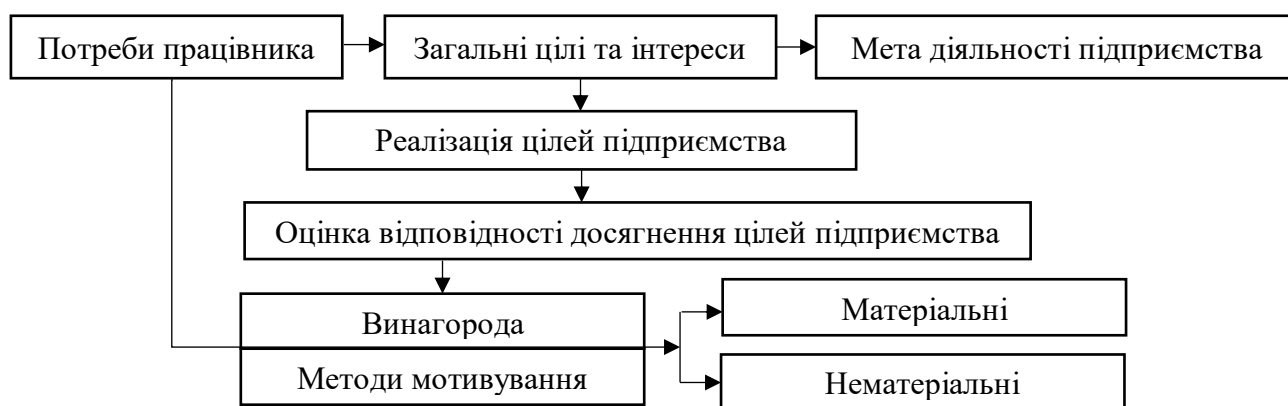 Потреби працівника
Загальні цілі та інтереси
Мета діяльності підприємства
Реалізація цілей підприємства
Оцінка відповідності досягнення цілей підприємства
Винагорода
Матеріальні
Методи мотивування
Нематеріальні